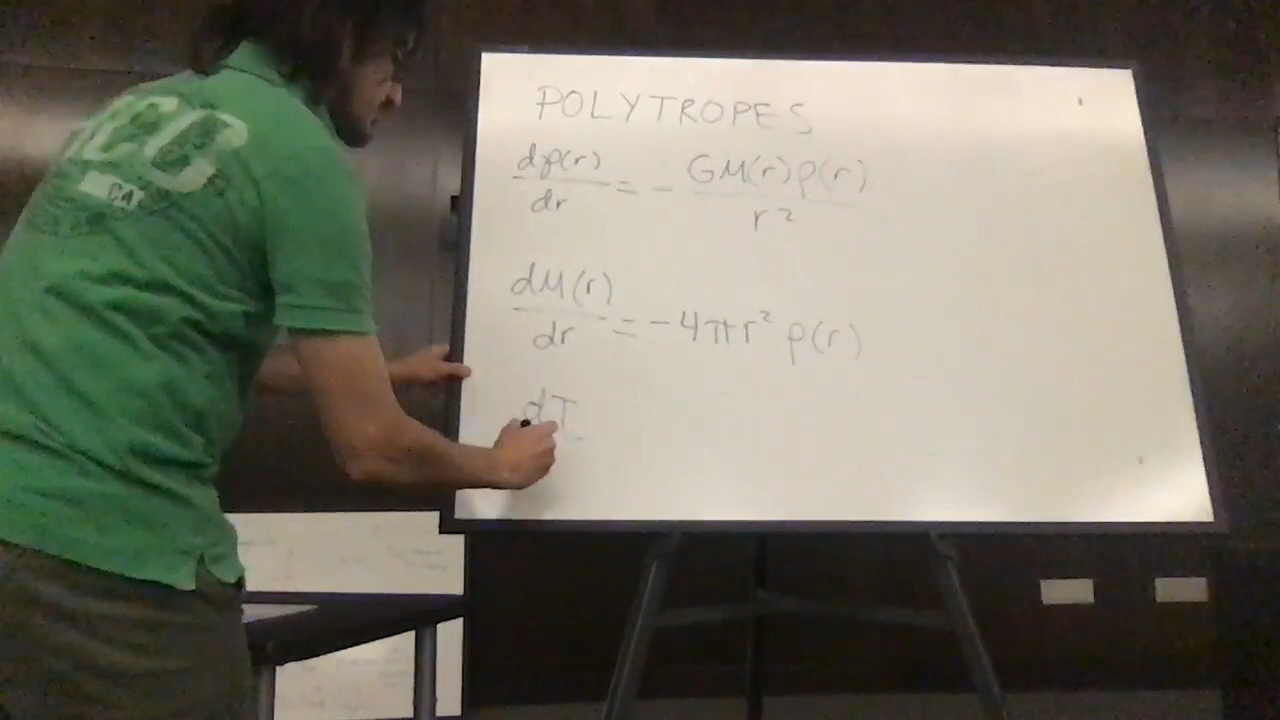 POLYTROPES
dp(r)/dr = - GM(r)ρ(r)/r²
dM(r)/dr = -4πr² ρ(r)
dT